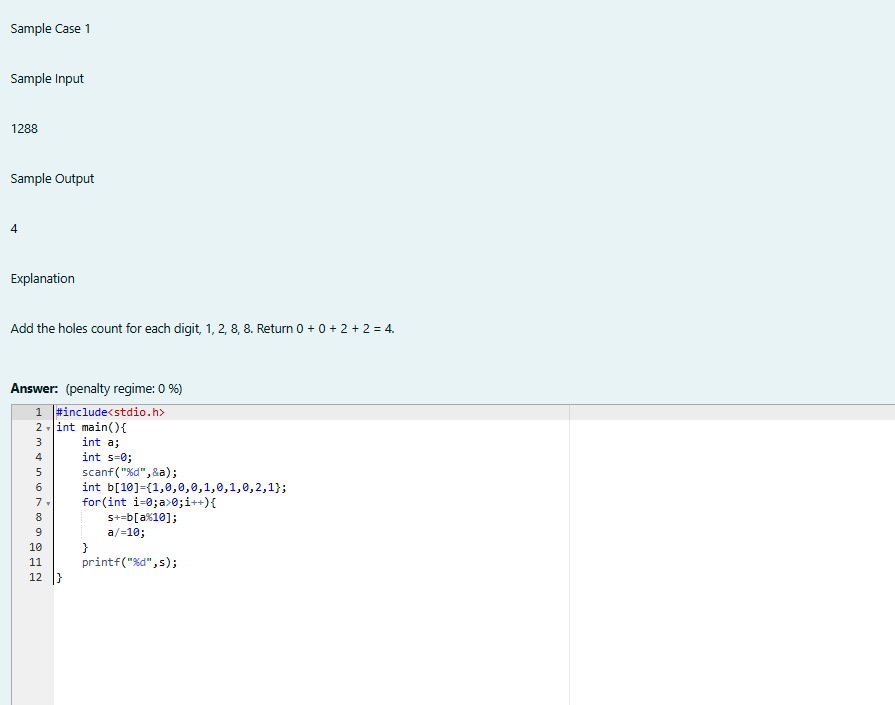 Sample Case 1
Sample Input
1288
Sample Output
4
Explanation
Add the holes count for each digit, 1, 2, 8, 8. Return 0 + 0 + 2 + 2 = 4.
Answer: (penalty regime: 0 %)
1 #include<stdio.h>
2 int main(){
3     int a;
4     int s=0;
5     scanf("%d",&a);
6     int b[10]={1,0,0,0,1,0,1,0,2,1};
7     for(int i=0;a>0;i++){
8         s+=b[a%10];
9         a/=10;
10     }
11     printf("%d",s);
12 }